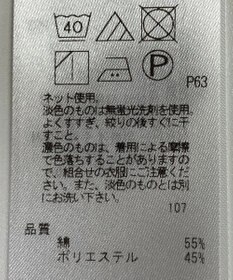 40
P
P63
ネット使用。
淡色のものは無蛍光洗剤を使用。
よくすすぎ、絞りの後すぐに干
すこと。
濃色のものは、着用による摩擦
で色落ちすることがありますの
で、組合せの衣服にご注意くださ
い。また、淡色のものとは別
にお洗い下さい。
107
品質
綿 55%
ポリエステル 45%